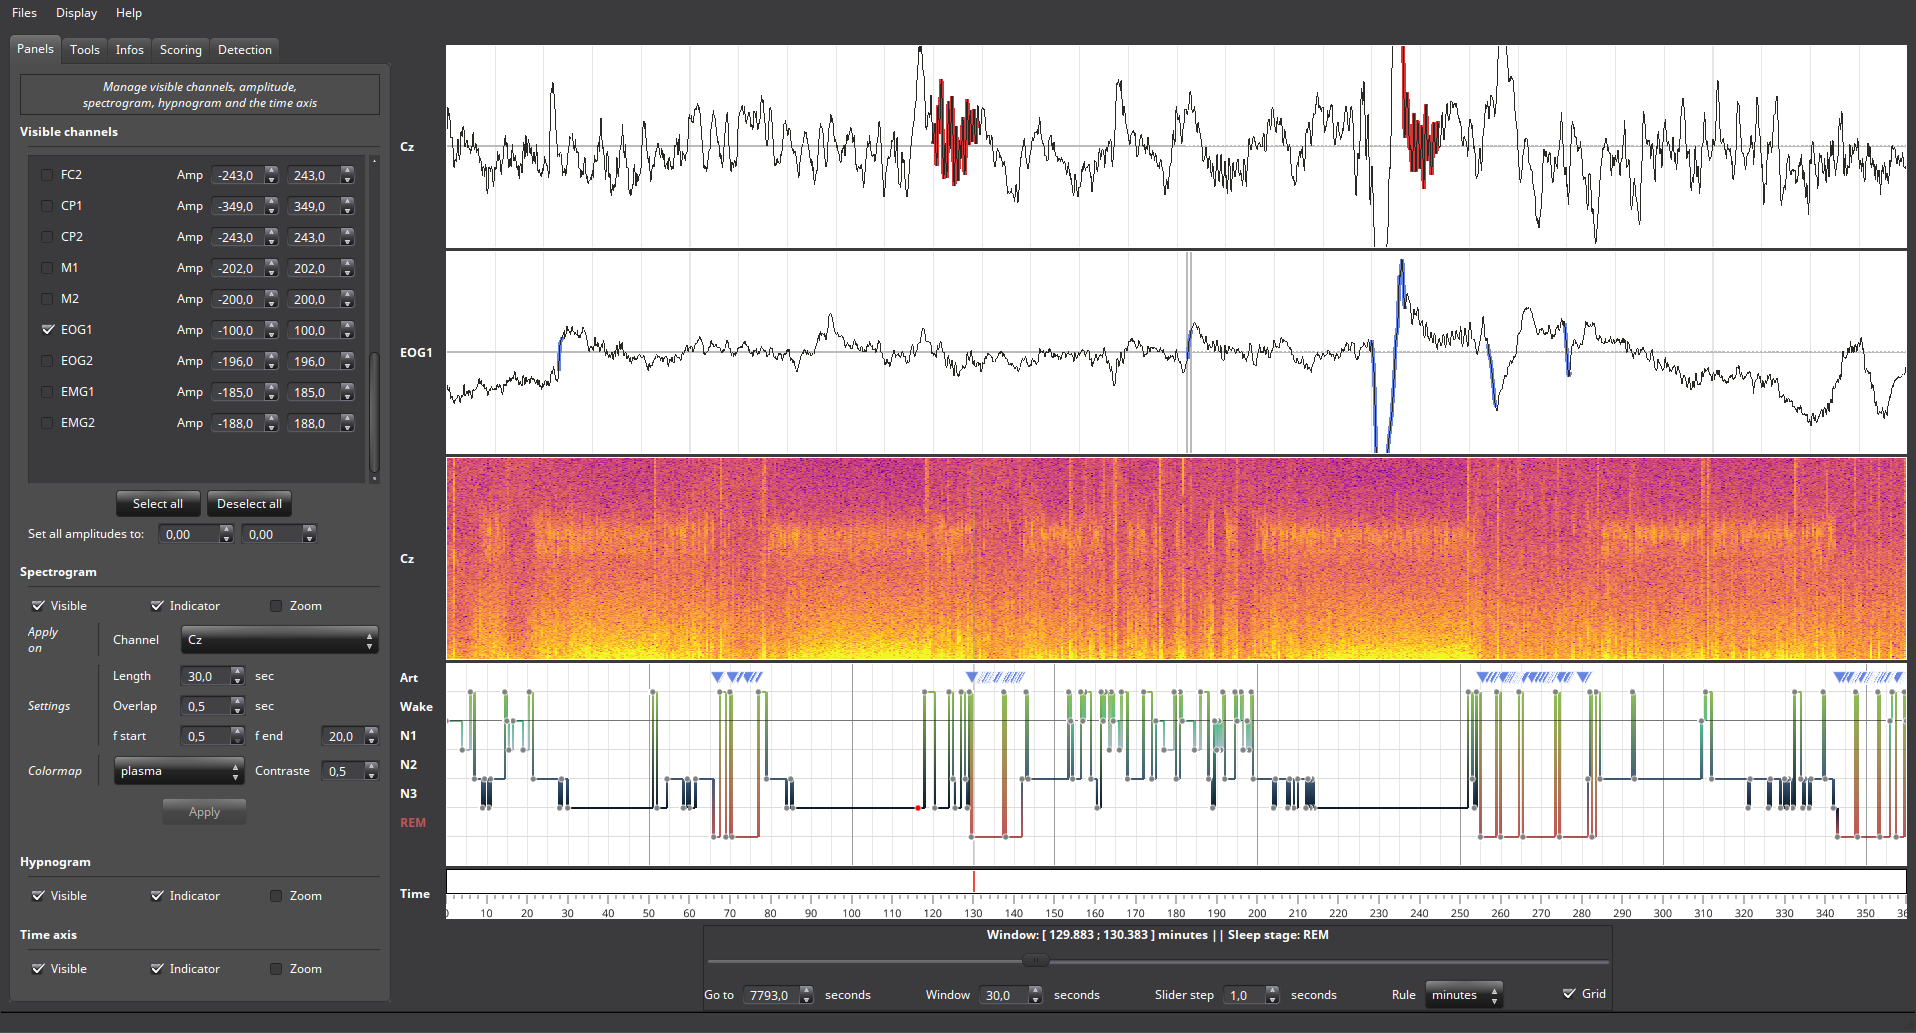 Files Display Help
Panels Tools Infos Scoring Detection
Manage visible channels, amplitude,
spectrogram, hypnogram and the time axis
Visible channels
FC2 Amp -243,0 243,0
CP1 Amp -349,0 349,0
CP2 Amp -243,0 243,0
M1 Amp -202,0 202,0
M2 Amp -200,0 200,0
EOG1 Amp -100,0 100,0
EOG2 Amp -196,0 196,0
EMG1 Amp -185,0 185,0
EMG2 Amp -188,0 188,0
Select all Deselect all
Set all amplitudes to: 0,00 0,00
Spectrogram
Visible Indicator Zoom
Apply
on
Channel Cz
Length 30,0 sec
Settings Overlap 0,5 sec
f start 0,5 f end 20,0
Colormap plasma Contraste 0,5
Apply
Hypnogram
Visible Indicator Zoom
Time axis
Visible Indicator Zoom
Cz
EOG1
Cz
Art
Wake
N1
N2
N3
REM
Time
10 20 30 40 50 60 70 80 90 100 110 120 130 140 150 160 170 180 190 200 210 220 230 240 250 260 270 280 290 300 310 320 330 340 350
Window: [ 129.883 ; 130.383 ] minutes || Sleep stage: REM
Go to 7793,0 seconds Window 30,0 seconds Slider step 1,0 seconds Rule minutes Grid